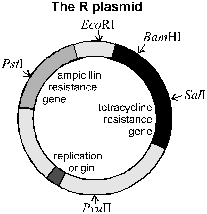 The R plasmid
EcoRI
BamHI
PstI
ampicillin
resistance
gene
SalI
tetracycline
resistance
gene
replication
origin
PvuII